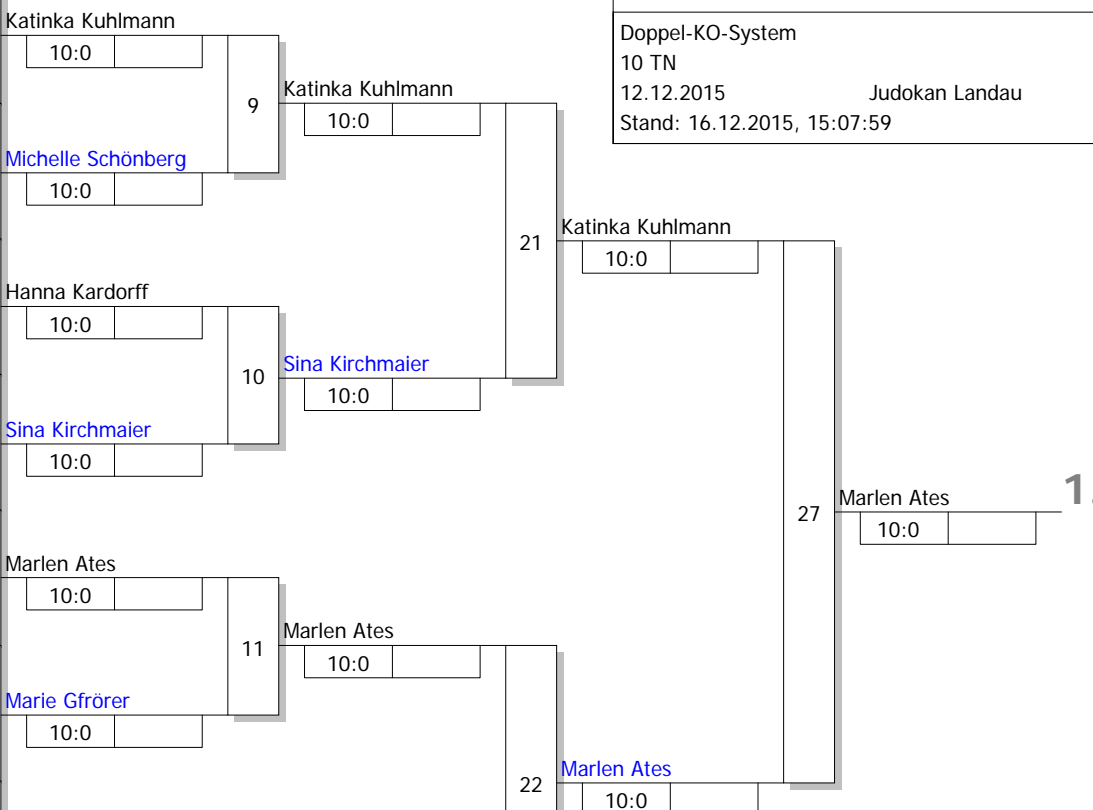 Katinka Kuhlmann
10:0
Doppel-KO-System
10 TN
12.12.2015 Judokan Landau
Stand: 16.12.2015, 15:07:59
9
Katinka Kuhlmann
10:0
Michelle Schönberg
10:0
21
Katinka Kuhlmann
10:0
Hanna Kardorff
10:0
10
Sina Kirchmaier
10:0
Sina Kirchmaier
10:0
27
Marlen Ates
10:0
1.
Marlen Ates
10:0
11
Marlen Ates
10:0
Marie Gfrörer
10:0
22
Marlen Ates
10:0